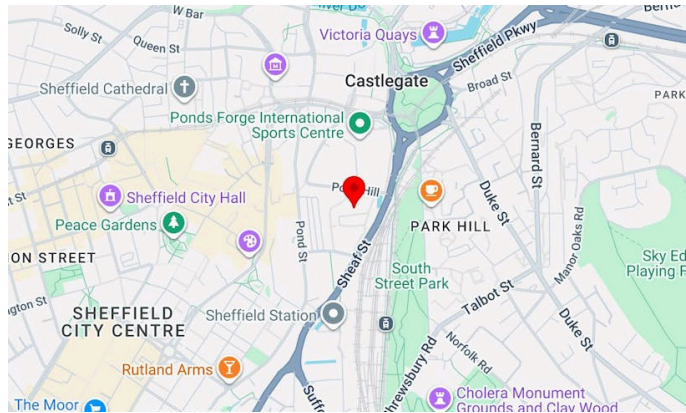 W Bar
Solly St
Queen St
Victoria Quays
Sheffield Pkwy
Castlegate
Broad St
Sheffield Cathedral
Ponds Forge International
Sports Centre
PARK
GEORGES
Bernard St
Sheffield City Hall
Duke St
Peace Gardens
PARK HILL
Manor Oaks Rd
Pond St
Sheaf St
ON STREET
South
Street Park
Sky Ed
Playing F
Talbot St
SHEFFIELD
CITY CENTRE
Sheffield Station
Duke St
Norfolk Rd
Shrewsbury Rd
Rutland Arms
The Moor
Suffo
Cholera Monument
Grounds and Clay Wood